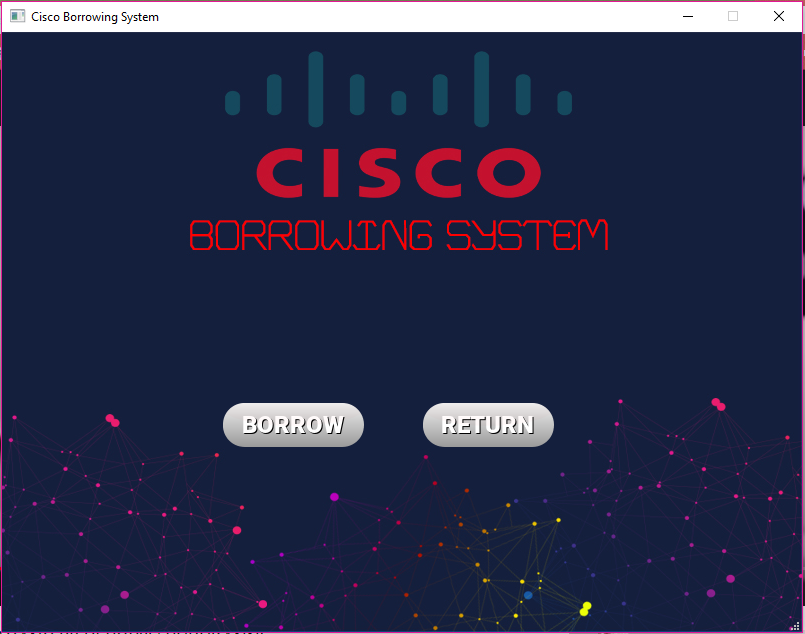 Cisco Borrowing System
CISCO
BORROWING SYSTEM
BORROW
RETURN